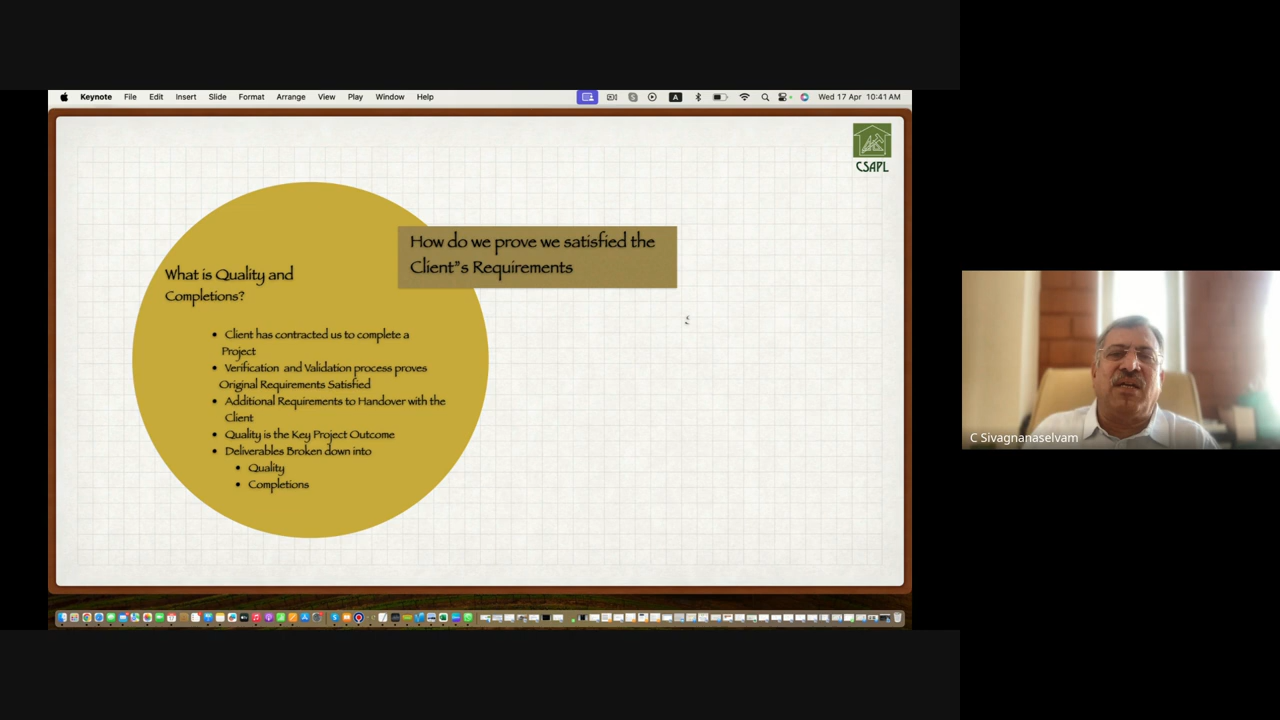 Keynote File Edit Insert Slide Format Arrange View Play Window Help
A
Wed 17 Apr 10:41 AM
CSAPL
How do we prove we satisfied the
Client"s Requirements
What is Quality and
Completions?
• Client has contracted us to complete a
Project
• Verification and Validation process proves
Original Requirements Satisfied
• Additional Requirements to Handover with the
Client
• Quality is the Key Project Outcome
• Deliverables Broken down into
• Quality
• Completions
C Sivagnanaselvam